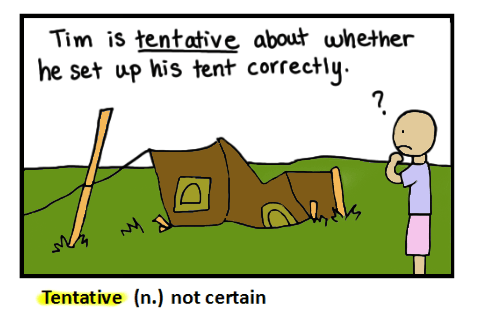 Tim is tentative about whether
he set up his tent correctly.
?
Tentative (n.) not certain